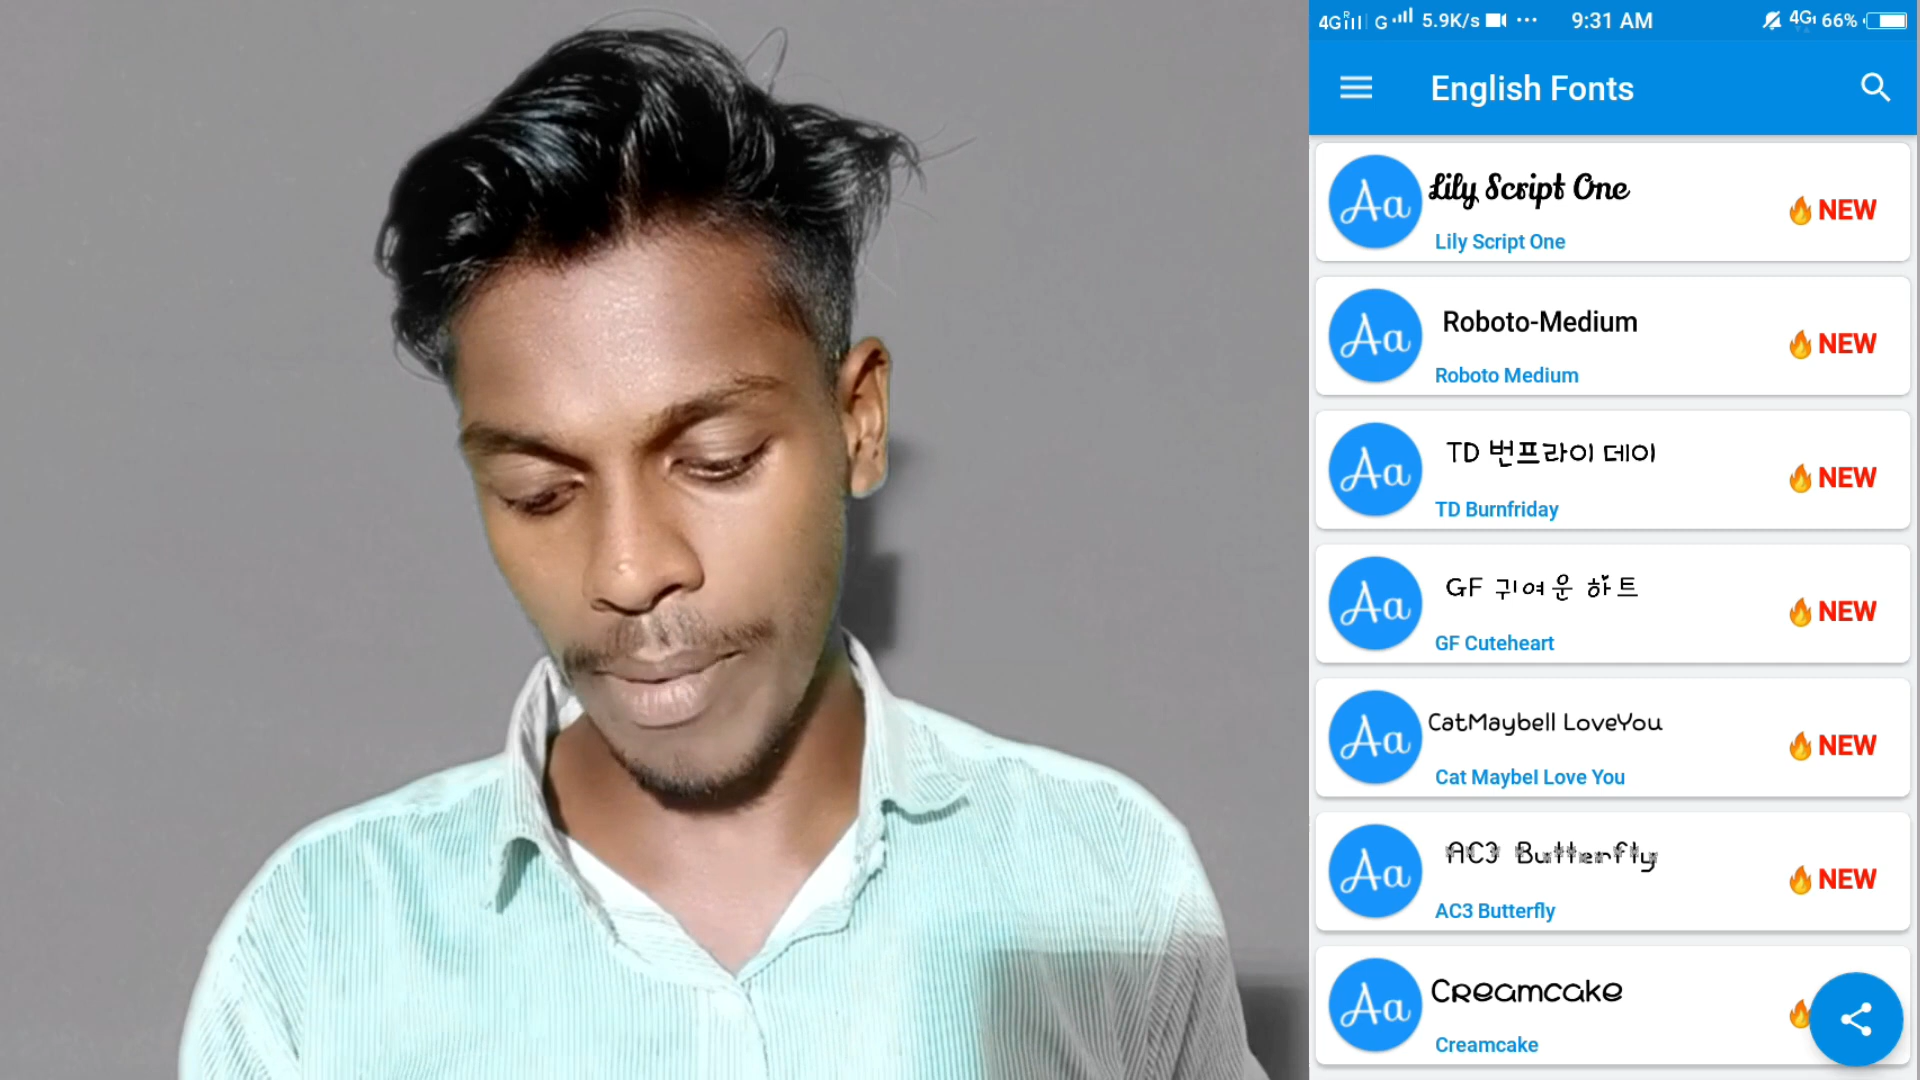 4G R G 5.9K/s ••• 9:31 AM 4G 66%
English Fonts
Aa Lily Script One
🔥 NEW
Lily Script One
Aa Roboto-Medium
🔥 NEW
Roboto Medium
Aa TD 번프라이 데이
🔥 NEW
TD Burnfriday
Aa GF 귀여운 하트
🔥 NEW
GF Cuteheart
Aa CatMaybell LoveYou
🔥 NEW
Cat Maybel Love You
Aa AC3 Butterfly
🔥 NEW
AC3 Butterfly
Aa Creamcake
🔥
Creamcake